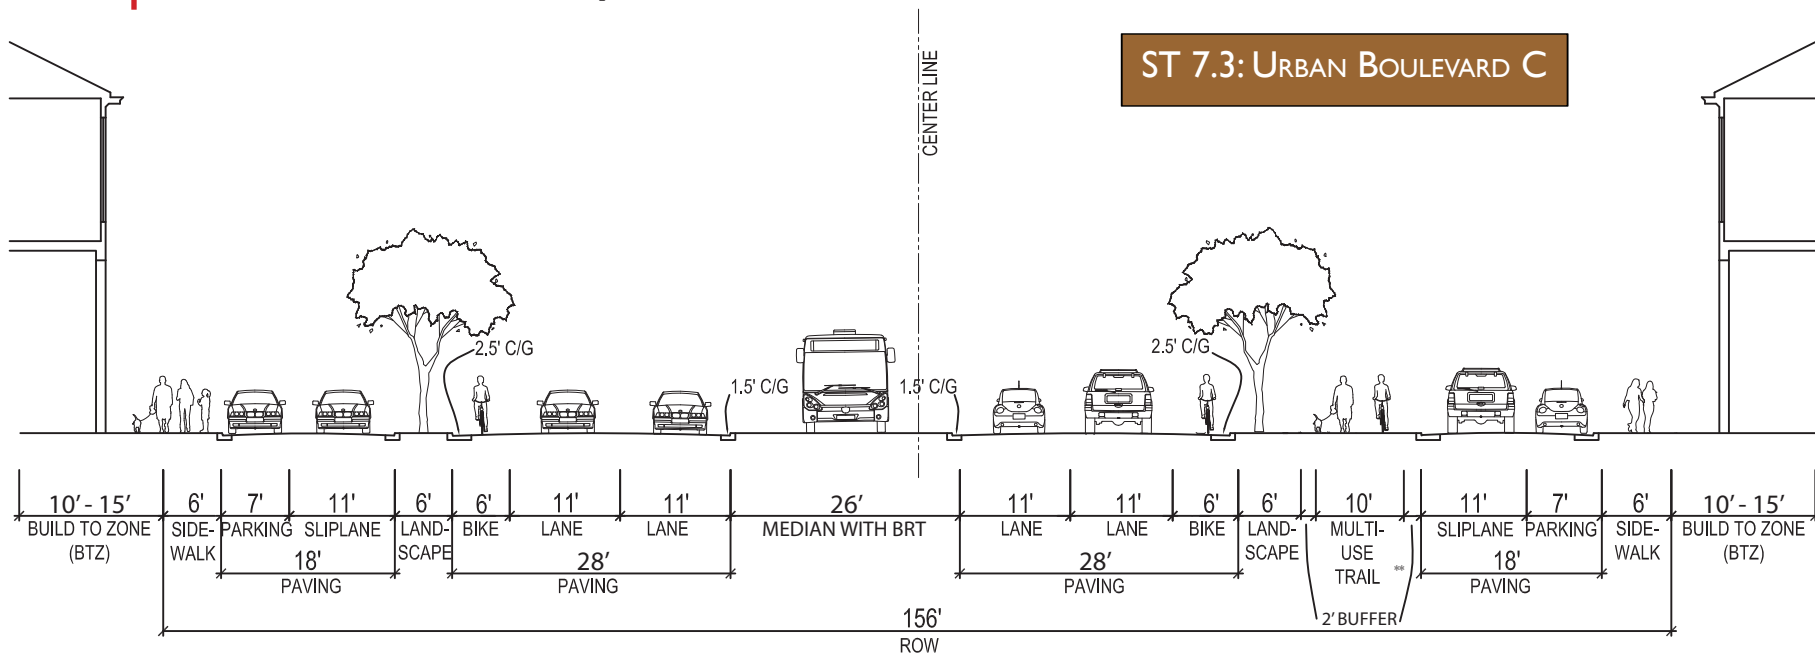 ST 7.3: URBAN BOULEVARD C
CENTER LINE
2.5' C/G
2.5' C/G
1.5' C/G
1.5' C/G
10' - 15'
BUILD TO ZONE
(BTZ)
6'
SIDE-
WALK
7'
PARKING
11'
SLIPLANE
18'
PAVING
6'
LAND-
SCAPE
6'
BIKE
11'
LANE
11'
LANE
28'
PAVING
26'
MEDIAN WITH BRT
11'
LANE
11'
LANE
6'
BIKE
28'
PAVING
6'
LAND-
SCAPE
10'
MULTI-
USE
TRAIL **
2' BUFFER
11'
SLIPLANE
7'
PARKING
18'
PAVING
6'
SIDE-
WALK
10' - 15'
BUILD TO ZONE
(BTZ)
156'
ROW